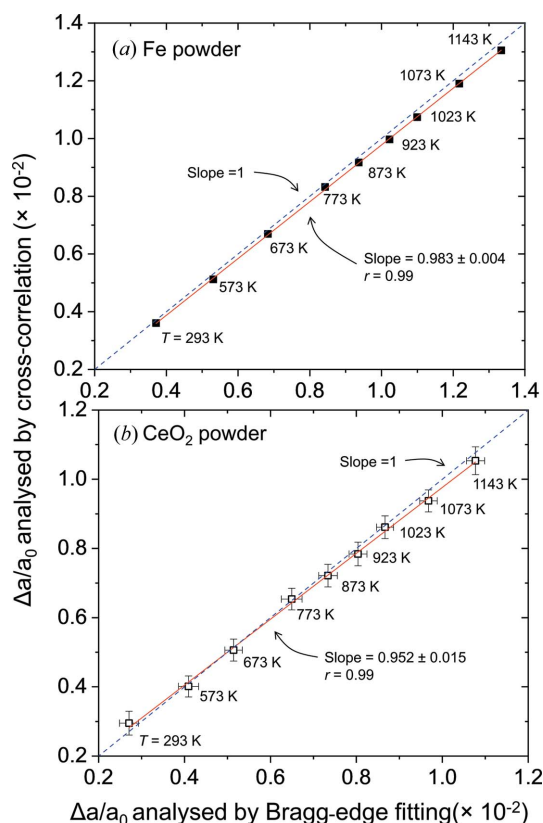 Δa/a₀ analysed by cross-correlation (× 10⁻²)
1.4
1.2
1.0
0.8
0.6
0.4
0.2
(a) Fe powder
1143 K
1073 K
1023 K
923 K
873 K
773 K
673 K
573 K
T = 293 K
Slope =1
Slope = 0.983 ± 0.004
r = 0.99
0.2 0.4 0.6 0.8 1.0 1.2 1.4
1.2
1.0
0.8
0.6
0.4
0.2
(b) CeO₂ powder
Slope =1
1143 K
1073 K
1023 K
923 K
873 K
773 K
673 K
573 K
T = 293 K
Slope = 0.952 ± 0.015
r = 0.99
0.2 0.4 0.6 0.8 1.0 1.2
Δa/a₀ analysed by Bragg-edge fitting(× 10⁻²)